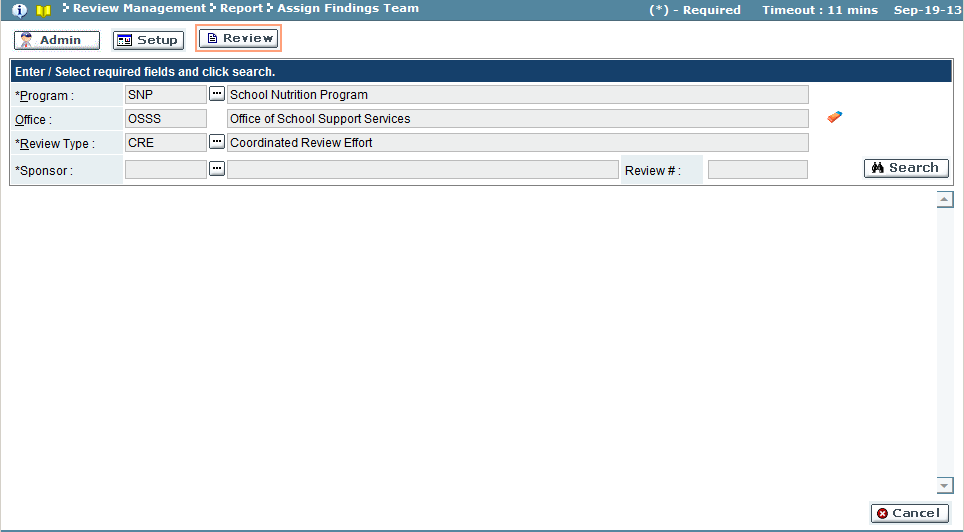 Review Management Report Assign Findings Team (*) - Required Timeout : 11 mins Sep-19-13
Admin Setup Review
Enter / Select required fields and click search.
*Program : SNP ... School Nutrition Program
Office : OSSS Office of School Support Services
*Review Type : CRE ... Coordinated Review Effort
*Sponsor : ... Review # : Search
Cancel